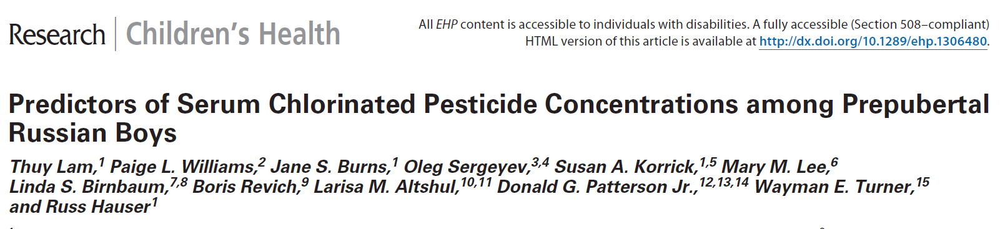 Research | Children's Health
All EHP content is accessible to individuals with disabilities. A fully accessible (Section 508–compliant)
HTML version of this article is available at http://dx.doi.org/10.1289/ehp.1306480.
Predictors of Serum Chlorinated Pesticide Concentrations among Prepubertal
Russian Boys
Thuy Lam,1 Paige L. Williams,2 Jane S. Burns,1 Oleg Sergeyev,3,4 Susan A. Korrick,1,5 Mary M. Lee,6
Linda S. Birnbaum,7,8 Boris Revich,9 Larisa M. Altshul,10,11 Donald G. Patterson Jr.,12,13,14 Wayman E. Turner,15
and Russ Hauser1